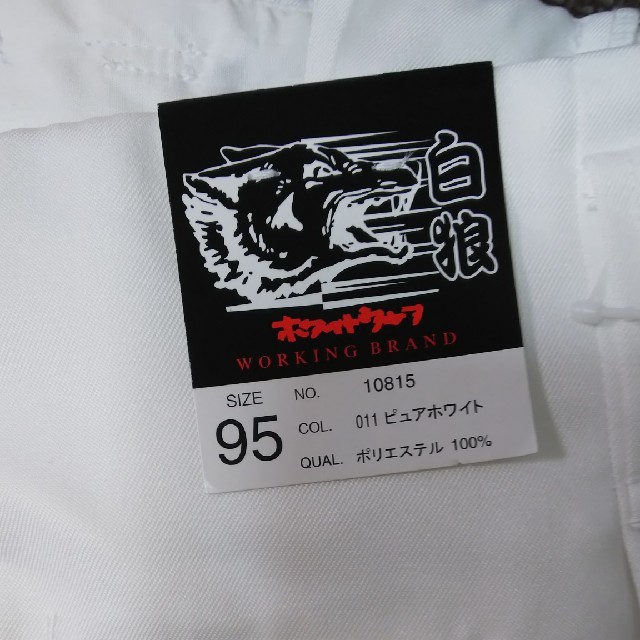 白狼
ホワイトウルフ
WORKING BRAND
SIZE 95
NO. 10815
COL. 011 ピュアホワイト
QUAL. ポリエステル 100%